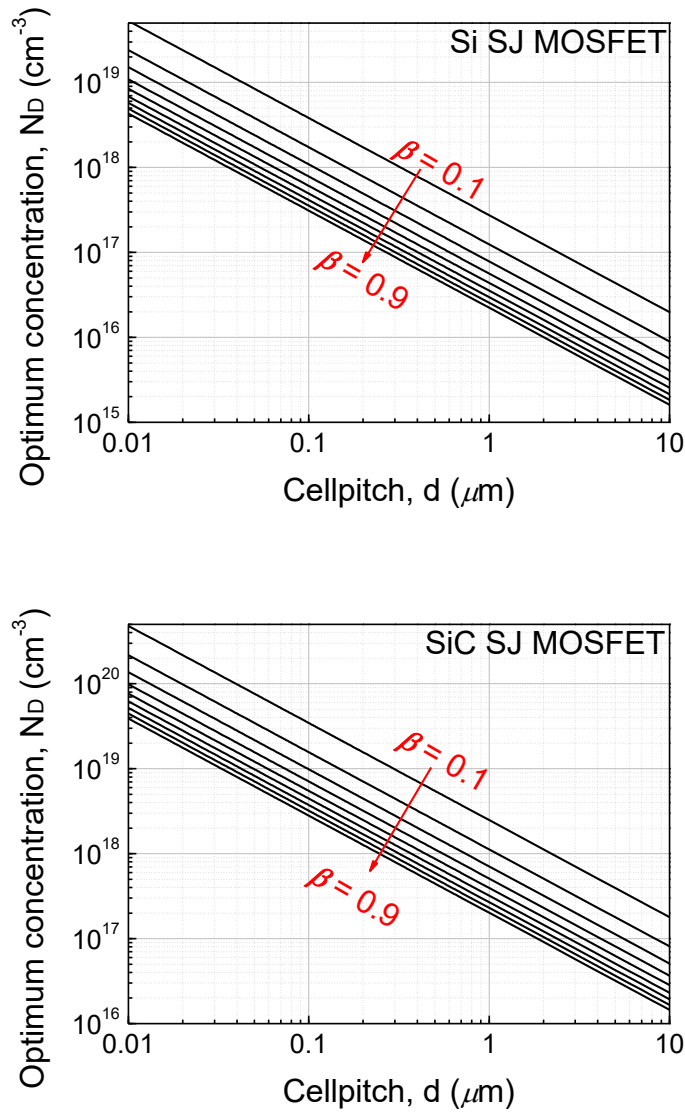 Si SJ MOSFET
Optimum concentration, ND (cm-3)
10^19
10^18
10^17
10^16
10^15
β = 0.1
β = 0.9
0.01 0.1 1 10
Cellpitch, d (μm)
SiC SJ MOSFET
Optimum concentration, ND (cm-3)
10^20
10^19
10^18
10^17
10^16
β = 0.1
β = 0.9
0.01 0.1 1 10
Cellpitch, d (μm)